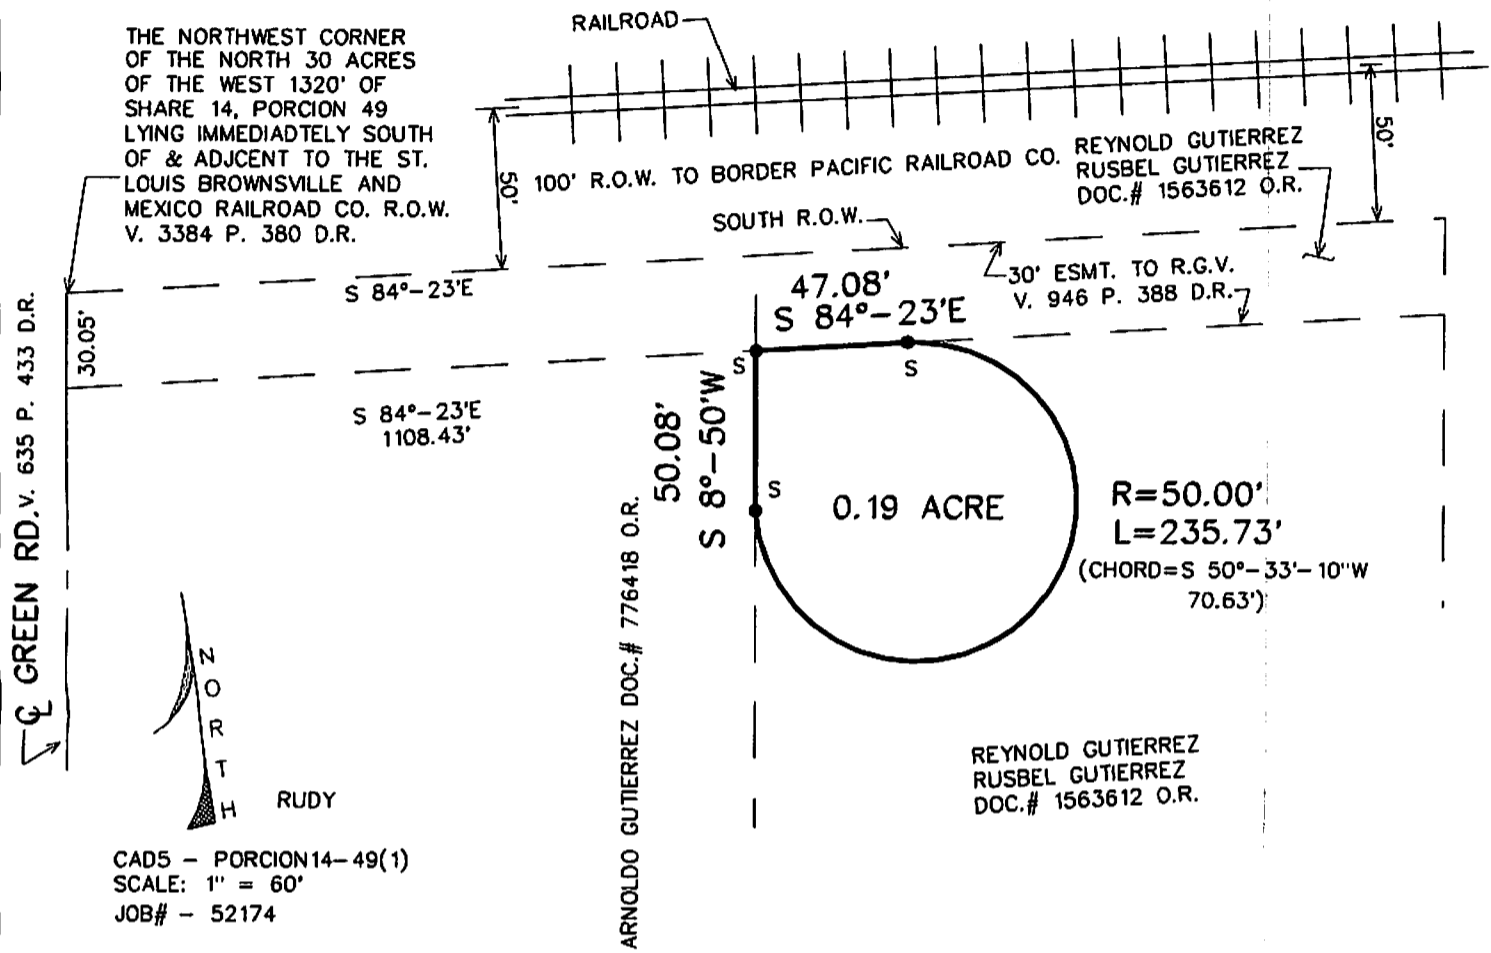 THE NORTHWEST CORNER
OF THE NORTH 30 ACRES
OF THE WEST 1320' OF
SHARE 14, PORCION 49
LYING IMMEDIADTELY SOUTH
OF & ADJCENT TO THE ST.
LOUIS BROWNSVILLE AND
MEXICO RAILROAD CO. R.O.W.
V. 3384 P. 380 D.R.
RAILROAD
50'
100' R.O.W. TO BORDER PACIFIC RAILROAD CO.
REYNOLD GUTIERREZ
RUSBEL GUTIERREZ
DOC.# 1563612 O.R.
50'
SOUTH R.O.W.
30' ESMT. TO R.G.V.
V. 946 P. 388 D.R.
S 84°-23'E
47.08'
S 84°-23'E
30.05'
S 84°-23'E
1108.43'
℄ GREEN RD. V. 635 P. 433 D.R.
50.08'
S 8°-50'W
S
S
S
0.19 ACRE
R=50.00'
L=235.73'
(CHORD=S 50°-33'-10"W
70.63')
ARNOLDO GUTIERREZ DOC.# 776418 O.R.
REYNOLD GUTIERREZ
RUSBEL GUTIERREZ
DOC.# 1563612 O.R.
NORTH
RUDY
CAD5 - PORCION14-49(1)
SCALE: 1" = 60'
JOB# - 52174